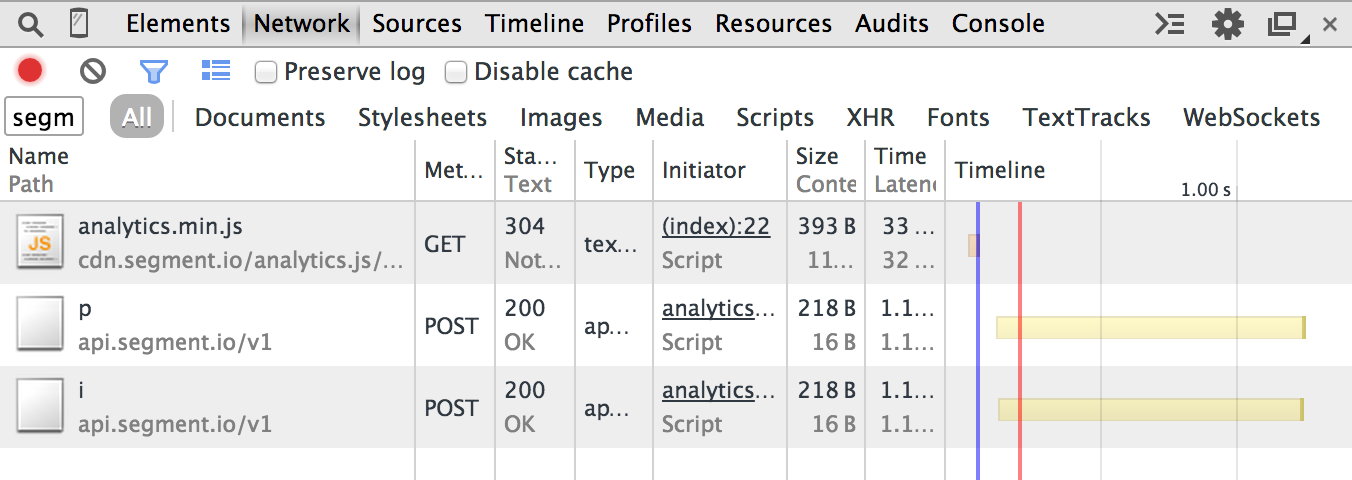 Elements Network Sources Timeline Profiles Resources Audits Console
Preserve log Disable cache
segm All Documents Stylesheets Images Media Scripts XHR Fonts TextTracks WebSockets
Name Met... Sta... Type Initiator Size Time Timeline
Path Text Conte Laten 1.00 s
JS analytics.min.js GET 304 tex... (index):22 393 B 33 ...
cdn.segment.io/analytics.js/... Not... Script 11... 32 ...
p POST 200 ap... analytics... 218 B 1.1...
api.segment.io/v1 OK Script 16 B 1.1...
i POST 200 ap... analytics... 218 B 1.1...
api.segment.io/v1 OK Script 16 B 1.1...